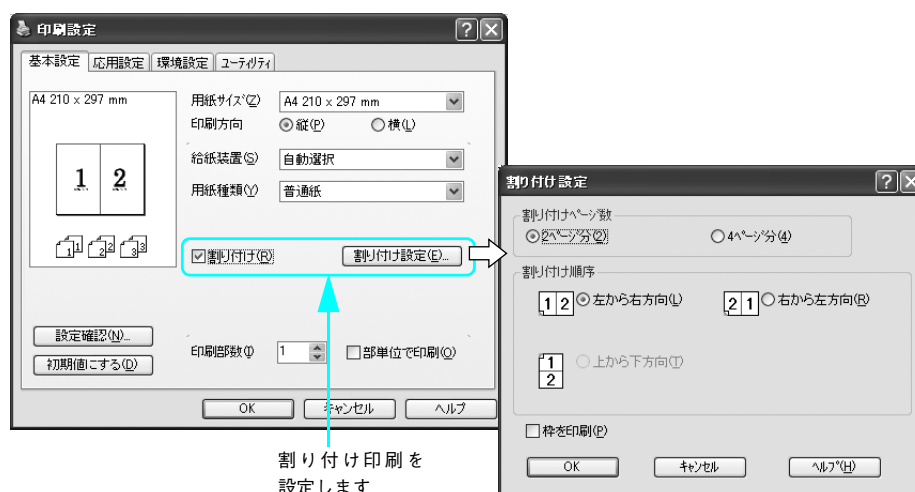 印刷設定
基本設定 応用設定 環境設定 ユーティリティ
A4 210 x 297 mm
1 2
1 1 2 2 3 3
設定確認(N)...
初期値にする(D)
用紙サイズ(Z) A4 210 x 297 mm
印刷方向 縦(P) 横(L)
給紙装置(S) 自動選択
用紙種類(Y) 普通紙
割り付け(R) 割り付け設定(E)...
印刷部数(I) 1 部単位で印刷(O)
OK キャンセル ヘルプ
割り付け印刷を
設定します
割り付け設定
割り付けページ数
2ページ分(2) 4ページ分(4)
割り付け順序
1 2 左から右方向(L) 2 1 右から左方向(R)
1
2
上から下方向(T)
枠を印刷(P)
OK キャンセル ヘルプ(H)